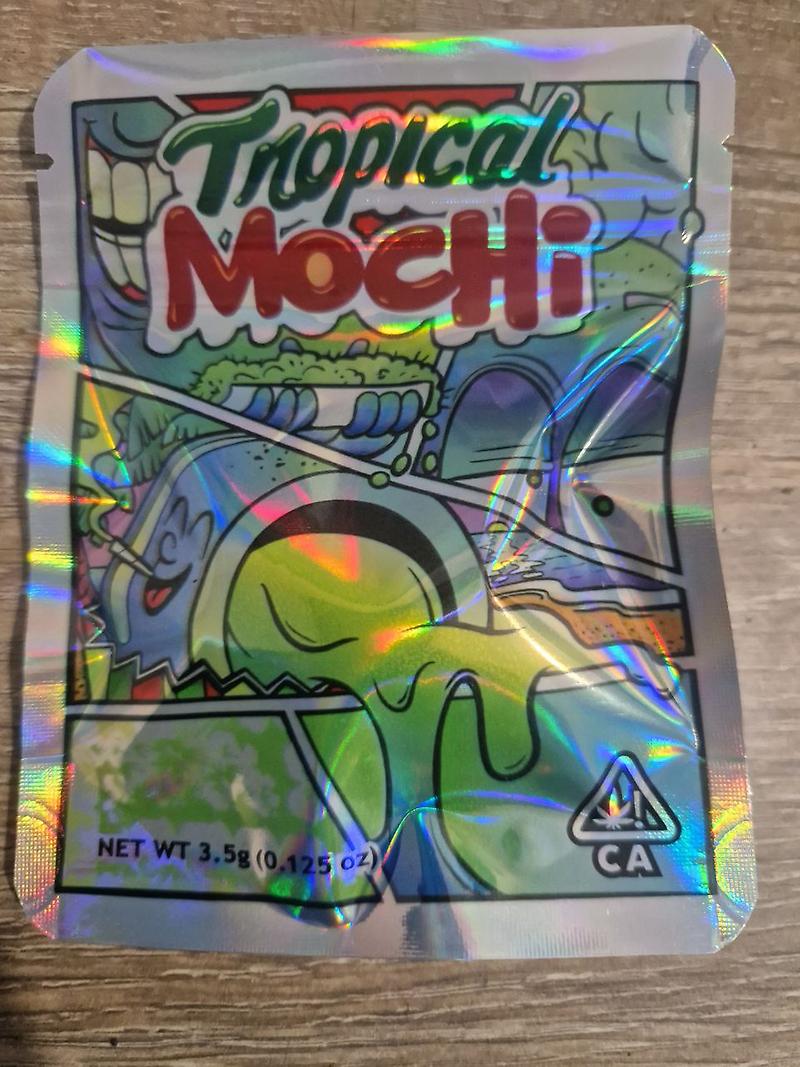 Tropical
MocHi
NET WT 3.5g (0.125 oz)
!
CA